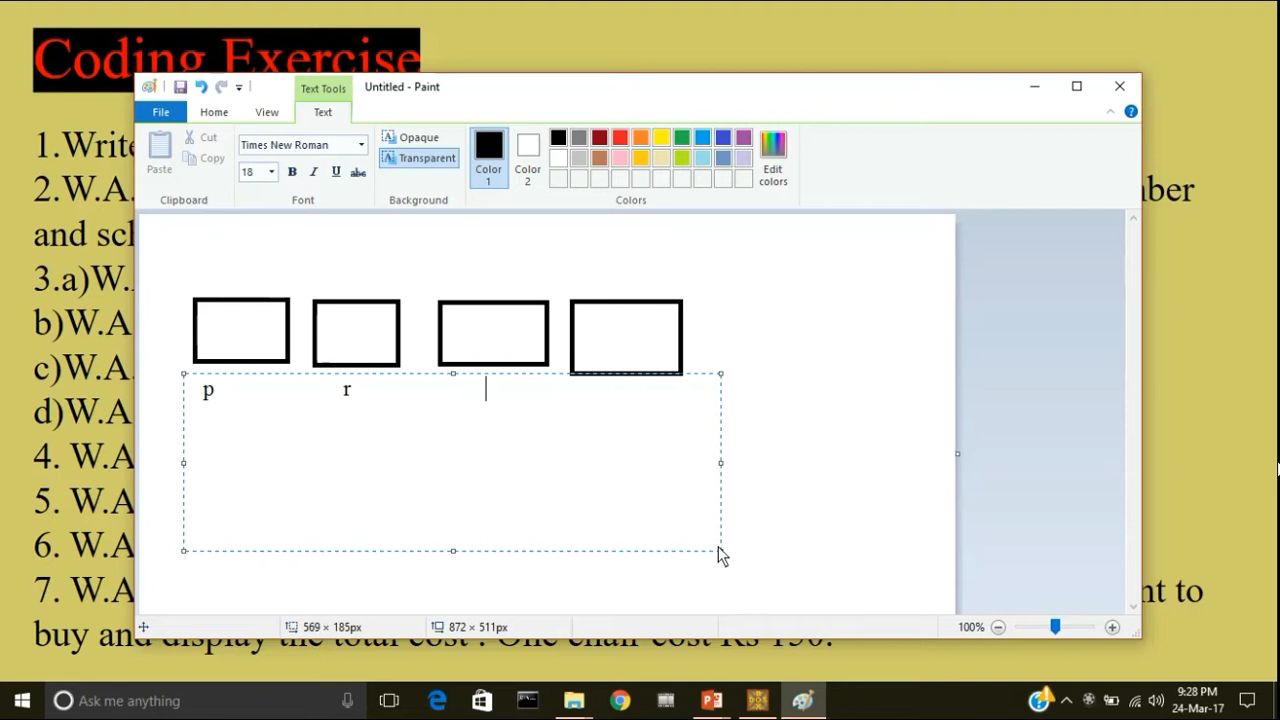 Coding Exercise
Text Tools
Untitled - Paint
File
Home
View
Text
Paste
Cut
Copy
Clipboard
Times New Roman
18
B I U abc
Font
Opaque
Transparent
Background
Color 1
Color 2
Edit colors
Colors
1.Write
2.W.A.
and sch
3.a)W.A
b)W.A
c)W.A
d)W.A
4. W.A
5. W.A
6. W.A
7. W.A
nt to
buy and display the total cost . One chair cost Rs 150.
p r
569 × 185px
872 × 511px
100%
Ask me anything
9:28 PM
24-Mar-17